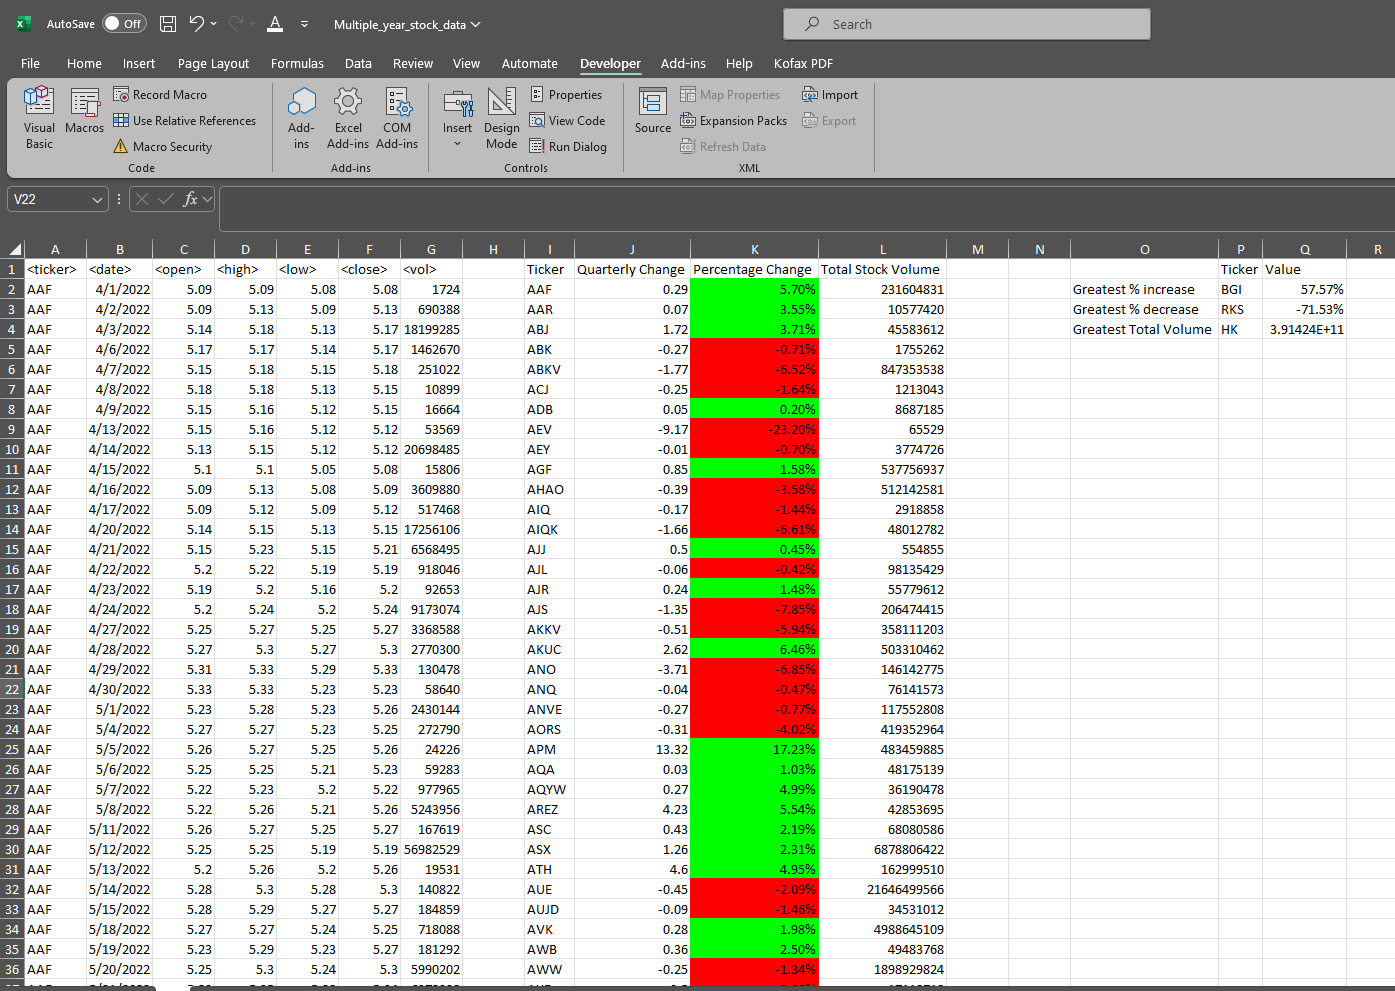 AutoSave Off Multiple_year_stock_data Search
File Home Insert Page Layout Formulas Data Review View Automate Developer Add-ins Help Kofax PDF
Visual Basic
Macros
Record Macro
Use Relative References
Macro Security
Code
Add-ins
Excel Add-ins
COM Add-ins
Add-ins
Insert
Design Mode
Properties
View Code
Run Dialog
Controls
Source
Map Properties
Expansion Packs
Refresh Data
Import
Export
XML
V22 fx
A B C D E F G H I J K L M N O P Q R
1 <ticker> <date> <open> <high> <low> <close> <vol> Ticker Quarterly Change Percentage Change Total Stock Volume Ticker Value
2 AAF 4/1/2022 5.09 5.09 5.08 5.08 1724 AAF 0.29 5.70% 231604831 Greatest % increase BGI 57.57%
3 AAF 4/2/2022 5.09 5.13 5.09 5.13 690388 AAR 0.07 3.55% 10577420 Greatest % decrease RKS -71.53%
4 AAF 4/3/2022 5.14 5.18 5.13 5.17 18199285 ABJ 1.72 3.71% 45583612 Greatest Total Volume HK 3.91424E+11
5 AAF 4/6/2022 5.17 5.17 5.14 5.17 1462670 ABK -0.27 -0.71% 1755262
6 AAF 4/7/2022 5.15 5.18 5.15 5.18 251022 ABKV -1.77 -6.52% 847353538
7 AAF 4/8/2022 5.18 5.18 5.13 5.15 10899 ACJ -0.25 -1.64% 1213043
8 AAF 4/9/2022 5.15 5.16 5.12 5.15 16664 ADB 0.05 0.20% 8687185
9 AAF 4/13/2022 5.15 5.16 5.12 5.12 53569 AEV -9.17 -23.20% 65529
10 AAF 4/14/2022 5.13 5.15 5.12 5.12 20698485 AEY -0.01 -0.70% 3774726
11 AAF 4/15/2022 5.1 5.1 5.05 5.08 15806 AGF 0.85 1.58% 537756937
12 AAF 4/16/2022 5.09 5.13 5.08 5.09 3609880 AHAO -0.39 -3.58% 512142581
13 AAF 4/17/2022 5.09 5.12 5.09 5.12 517468 AIQ -0.17 -1.44% 2918858
14 AAF 4/20/2022 5.14 5.15 5.13 5.15 17256106 AIQK -1.66 -6.61% 48012782
15 AAF 4/21/2022 5.15 5.23 5.15 5.21 6568495 AJJ 0.5 0.45% 554855
16 AAF 4/22/2022 5.2 5.22 5.19 5.19 918046 AJL -0.06 -0.42% 98135429
17 AAF 4/23/2022 5.19 5.2 5.16 5.2 92653 AJR 0.24 1.48% 55779612
18 AAF 4/24/2022 5.2 5.24 5.2 5.24 9173074 AJS -1.35 -7.85% 206474415
19 AAF 4/27/2022 5.25 5.27 5.25 5.27 3368588 AKKV -0.51 -5.94% 358111203
20 AAF 4/28/2022 5.27 5.3 5.27 5.3 2770300 AKUC 2.62 6.46% 503310462
21 AAF 4/29/2022 5.31 5.33 5.29 5.33 130478 ANO -3.71 -6.85% 146142775
22 AAF 4/30/2022 5.33 5.33 5.23 5.23 58640 ANQ -0.04 -0.47% 76141573
23 AAF 5/1/2022 5.23 5.28 5.23 5.26 2430144 ANVE -0.27 -0.77% 117552808
24 AAF 5/4/2022 5.27 5.27 5.23 5.25 272790 AORS -0.31 -4.02% 419352964
25 AAF 5/5/2022 5.26 5.27 5.25 5.26 24226 APM 13.32 17.23% 483459885
26 AAF 5/6/2022 5.25 5.25 5.21 5.23 59283 AQA 0.03 1.03% 48175139
27 AAF 5/7/2022 5.22 5.23 5.2 5.22 977965 AQYW 0.27 4.99% 36190478
28 AAF 5/8/2022 5.22 5.26 5.21 5.26 5243956 AREZ 4.23 5.54% 42853695
29 AAF 5/11/2022 5.26 5.27 5.25 5.27 167619 ASC 0.43 2.19% 68080586
30 AAF 5/12/2022 5.25 5.25 5.19 5.19 56982529 ASX 1.26 2.31% 6878806422
31 AAF 5/13/2022 5.2 5.26 5.2 5.26 19531 ATH 4.6 4.95% 162999510
32 AAF 5/14/2022 5.28 5.3 5.28 5.3 140822 AUE -0.45 -2.09% 21646499566
33 AAF 5/15/2022 5.28 5.29 5.27 5.27 184859 AUJD -0.09 -1.46% 34531012
34 AAF 5/18/2022 5.27 5.27 5.24 5.25 718088 AVK 0.28 1.98% 4988645109
35 AAF 5/19/2022 5.23 5.29 5.23 5.27 181292 AWB 0.36 2.50% 49483768
36 AAF 5/20/2022 5.25 5.3 5.24 5.3 5990202 AWW -0.25 -1.34% 1898929824